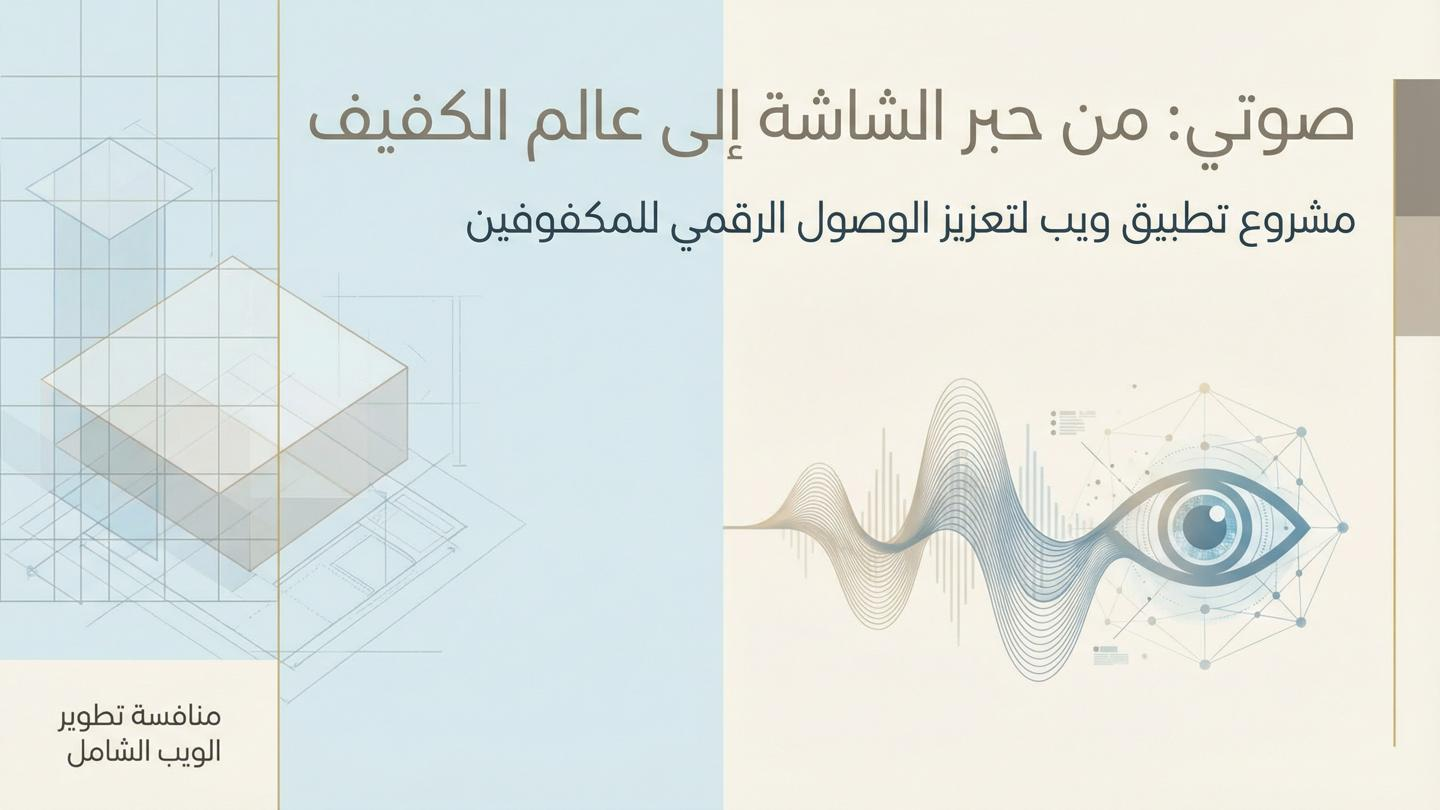 صوتي: من حبر الشاشة إلى عالم الكفيف
مشروع تطبيق ويب لتعزيز الوصول الرقمي للمكفوفين
منافسة تطوير
الويب الشامل